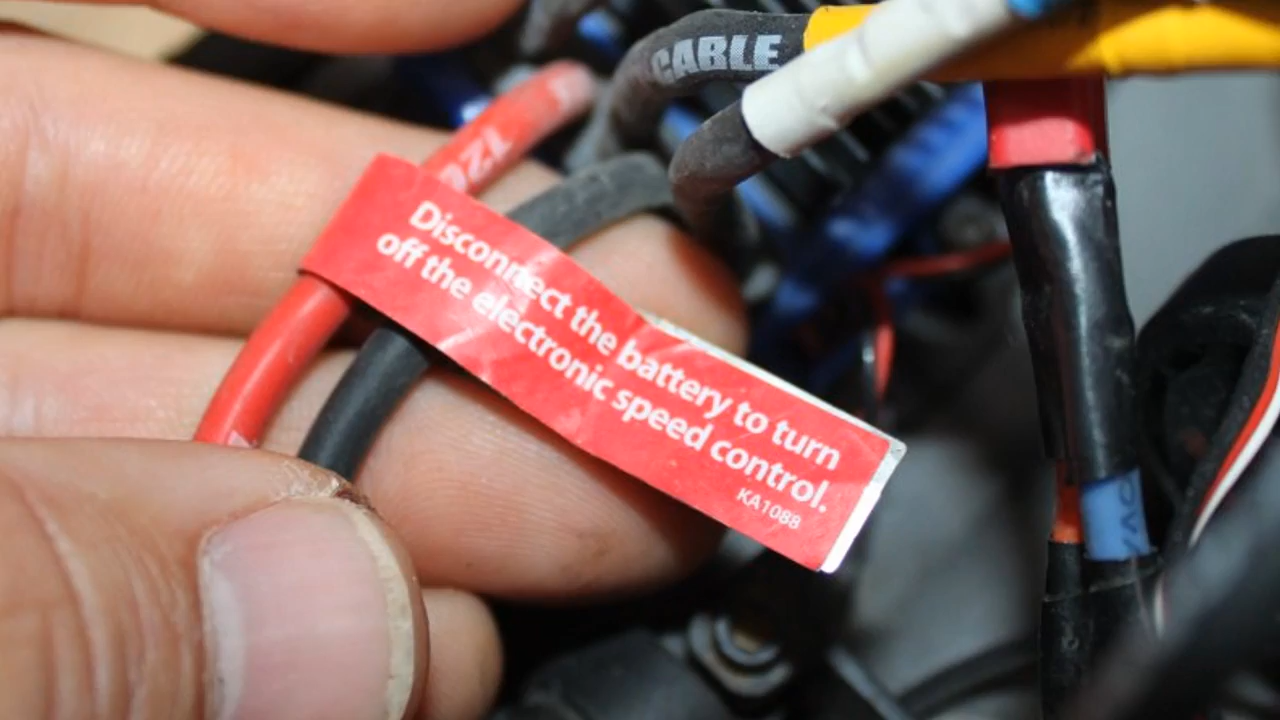 CABLE
Disconnect the battery to turn
off the electronic speed control.
KA1088